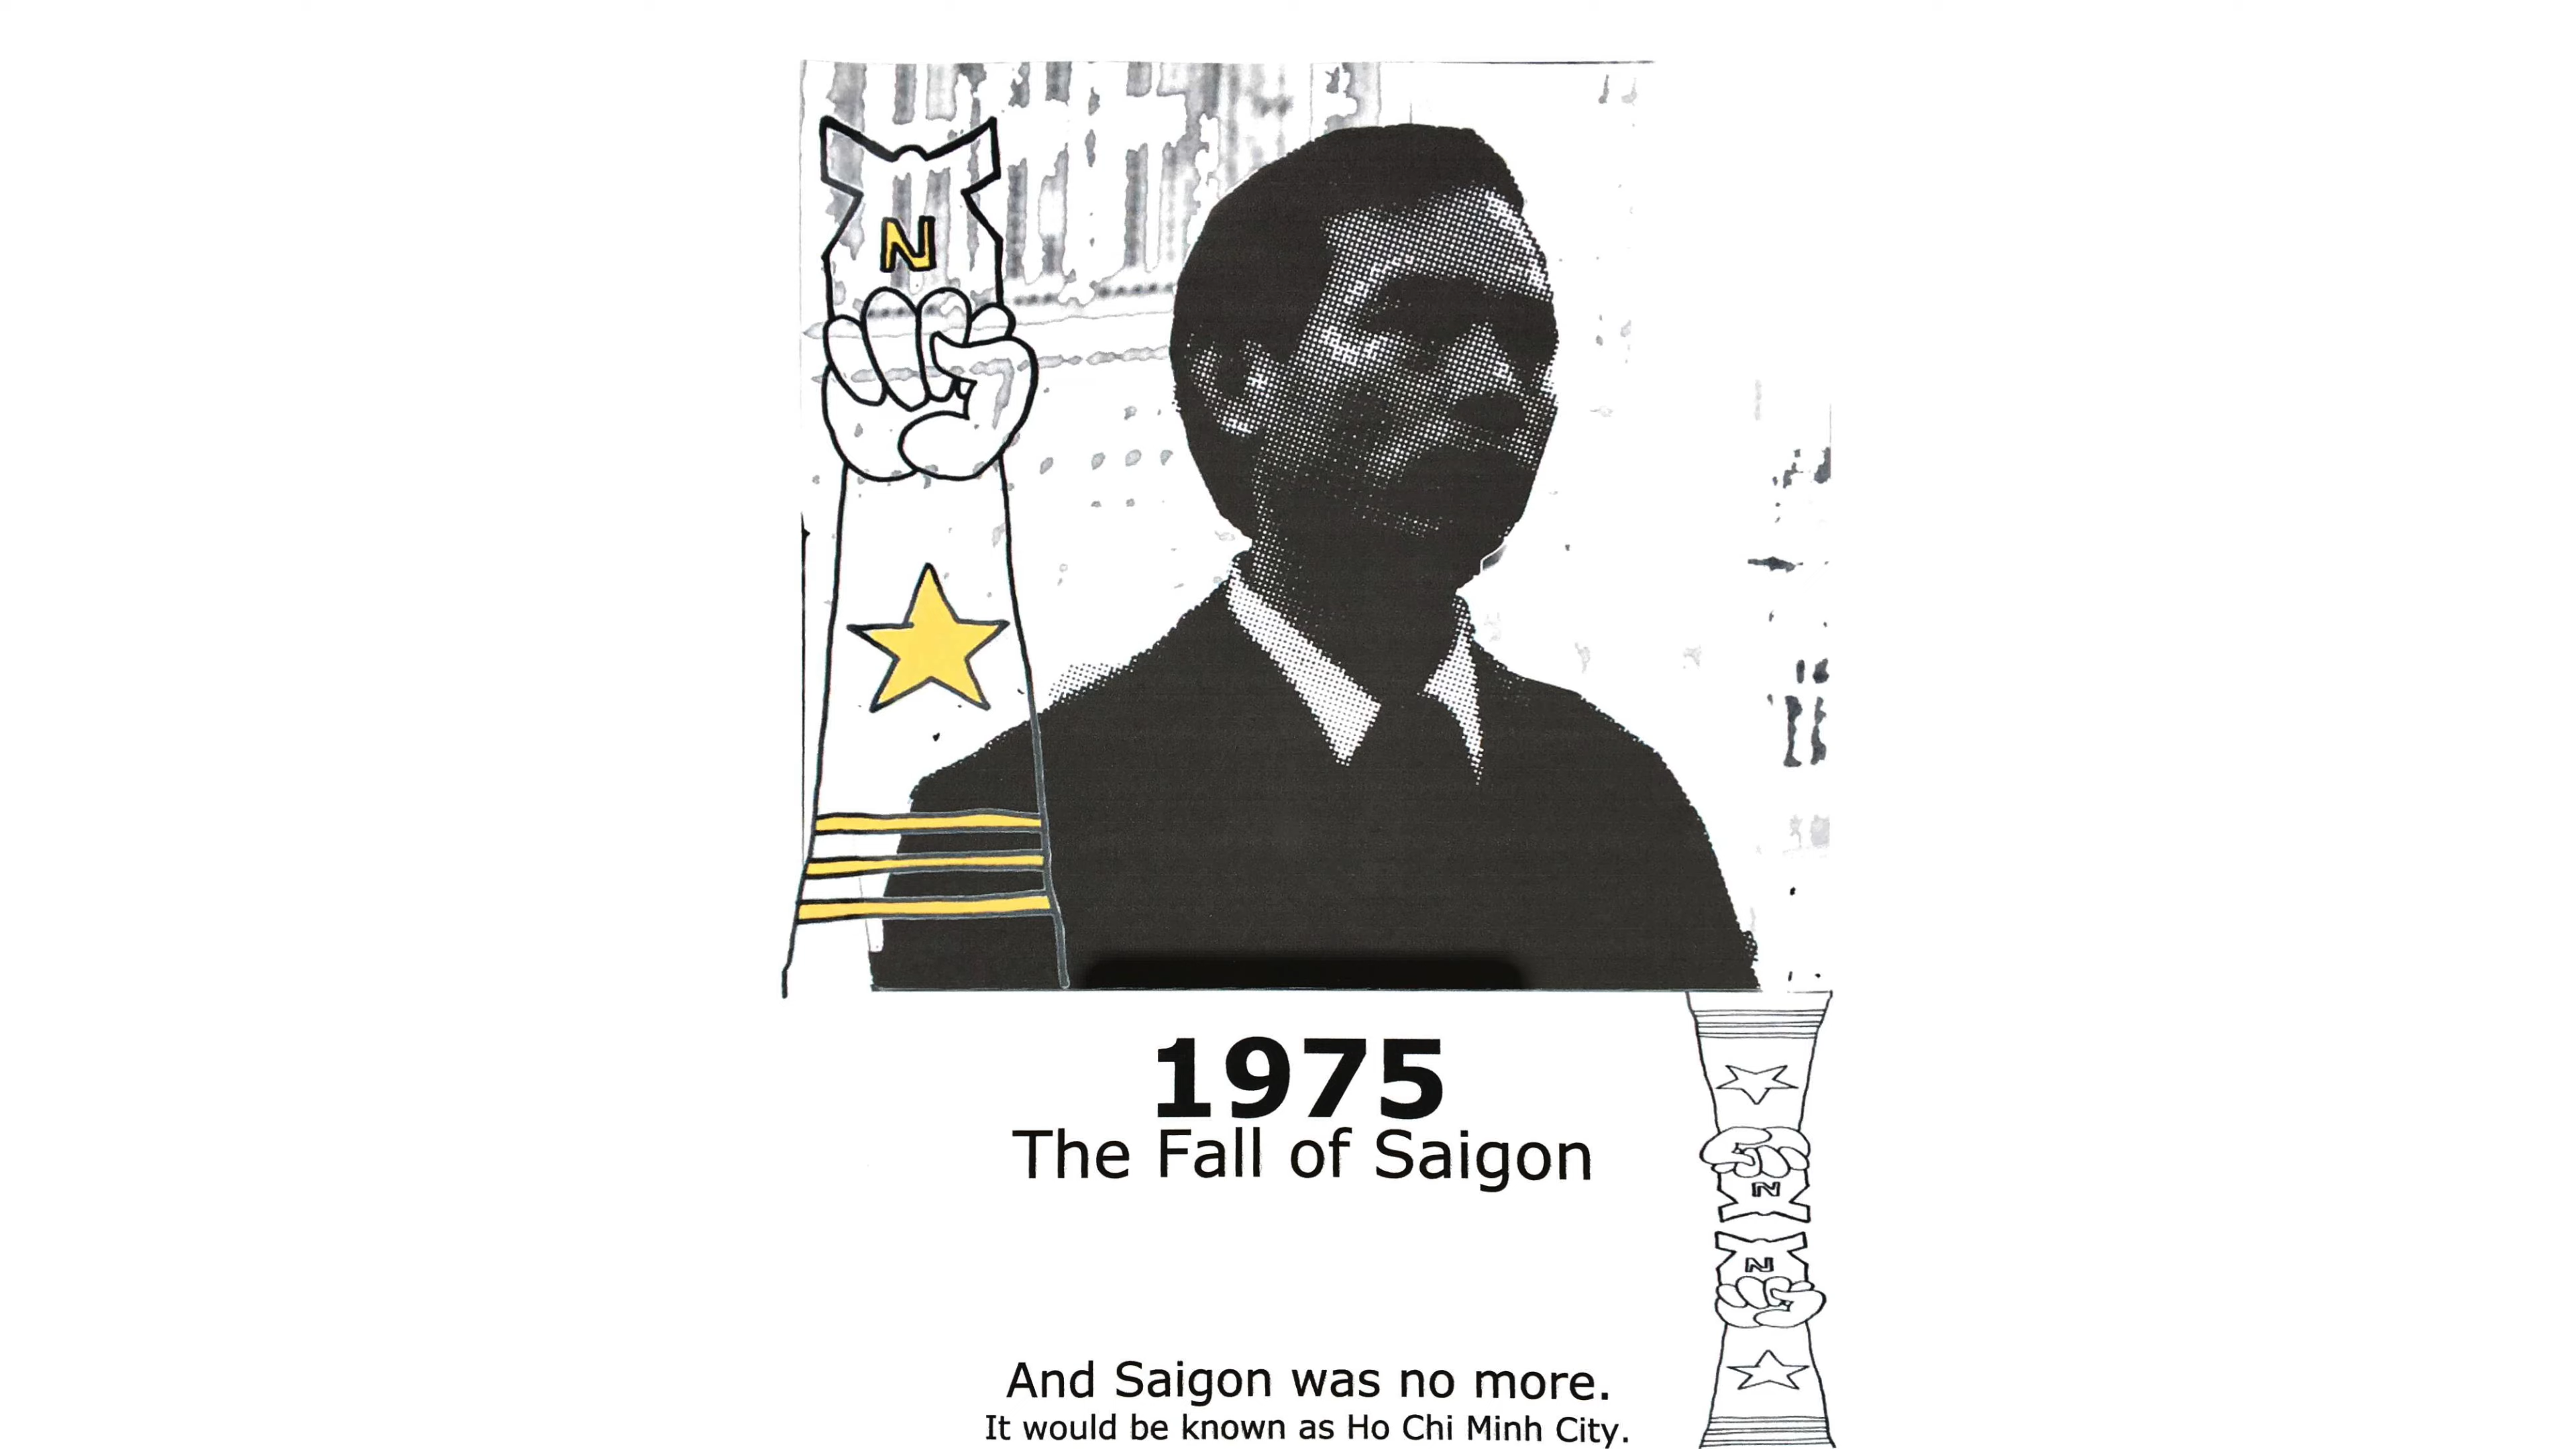 N
1975
The Fall of Saigon
N
N
And Saigon was no more.
It would be known as Ho Chi Minh City.